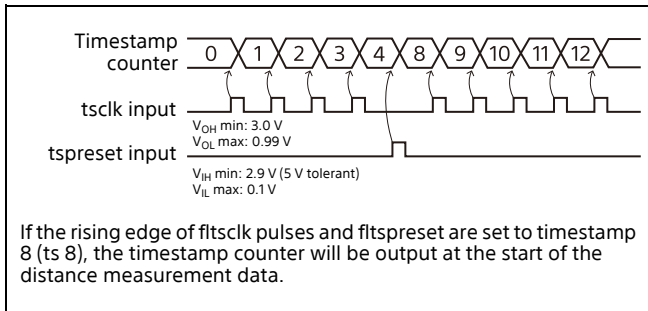 Timestamp
counter
0 1 2 3 4 8 9 10 11 12
tsclk input
VOH min: 3.0 V
VOL max: 0.99 V
tspreset input
VIH min: 2.9 V (5 V tolerant)
VIL max: 0.1 V
If the rising edge of fltsclk pulses and fltspreset are set to timestamp
8 (ts 8), the timestamp counter will be output at the start of the
distance measurement data.